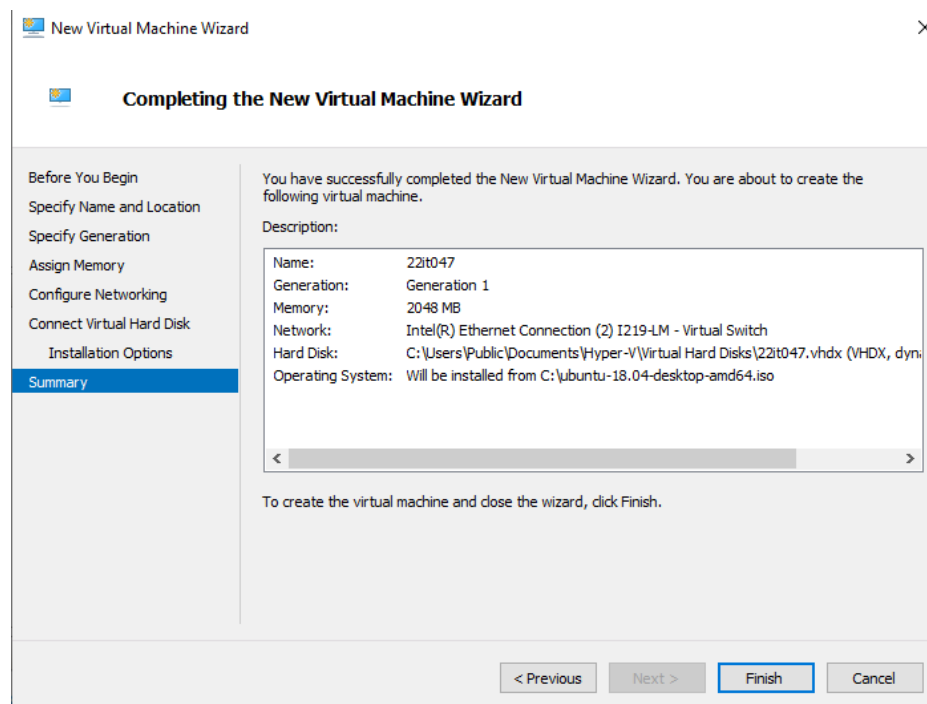 New Virtual Machine Wizard
Completing the New Virtual Machine Wizard
Before You Begin
Specify Name and Location
Specify Generation
Assign Memory
Configure Networking
Connect Virtual Hard Disk
Installation Options
Summary
You have successfully completed the New Virtual Machine Wizard. You are about to create the
following virtual machine.
Description:
Name: 22it047
Generation: Generation 1
Memory: 2048 MB
Network: Intel(R) Ethernet Connection (2) I219-LM - Virtual Switch
Hard Disk: C:\Users\Public\Documents\Hyper-V\Virtual Hard Disks\22it047.vhdx (VHDX, dyna
Operating System: Will be installed from C:\ubuntu-18.04-desktop-amd64.iso
To create the virtual machine and close the wizard, click Finish.
< Previous Next > Finish Cancel